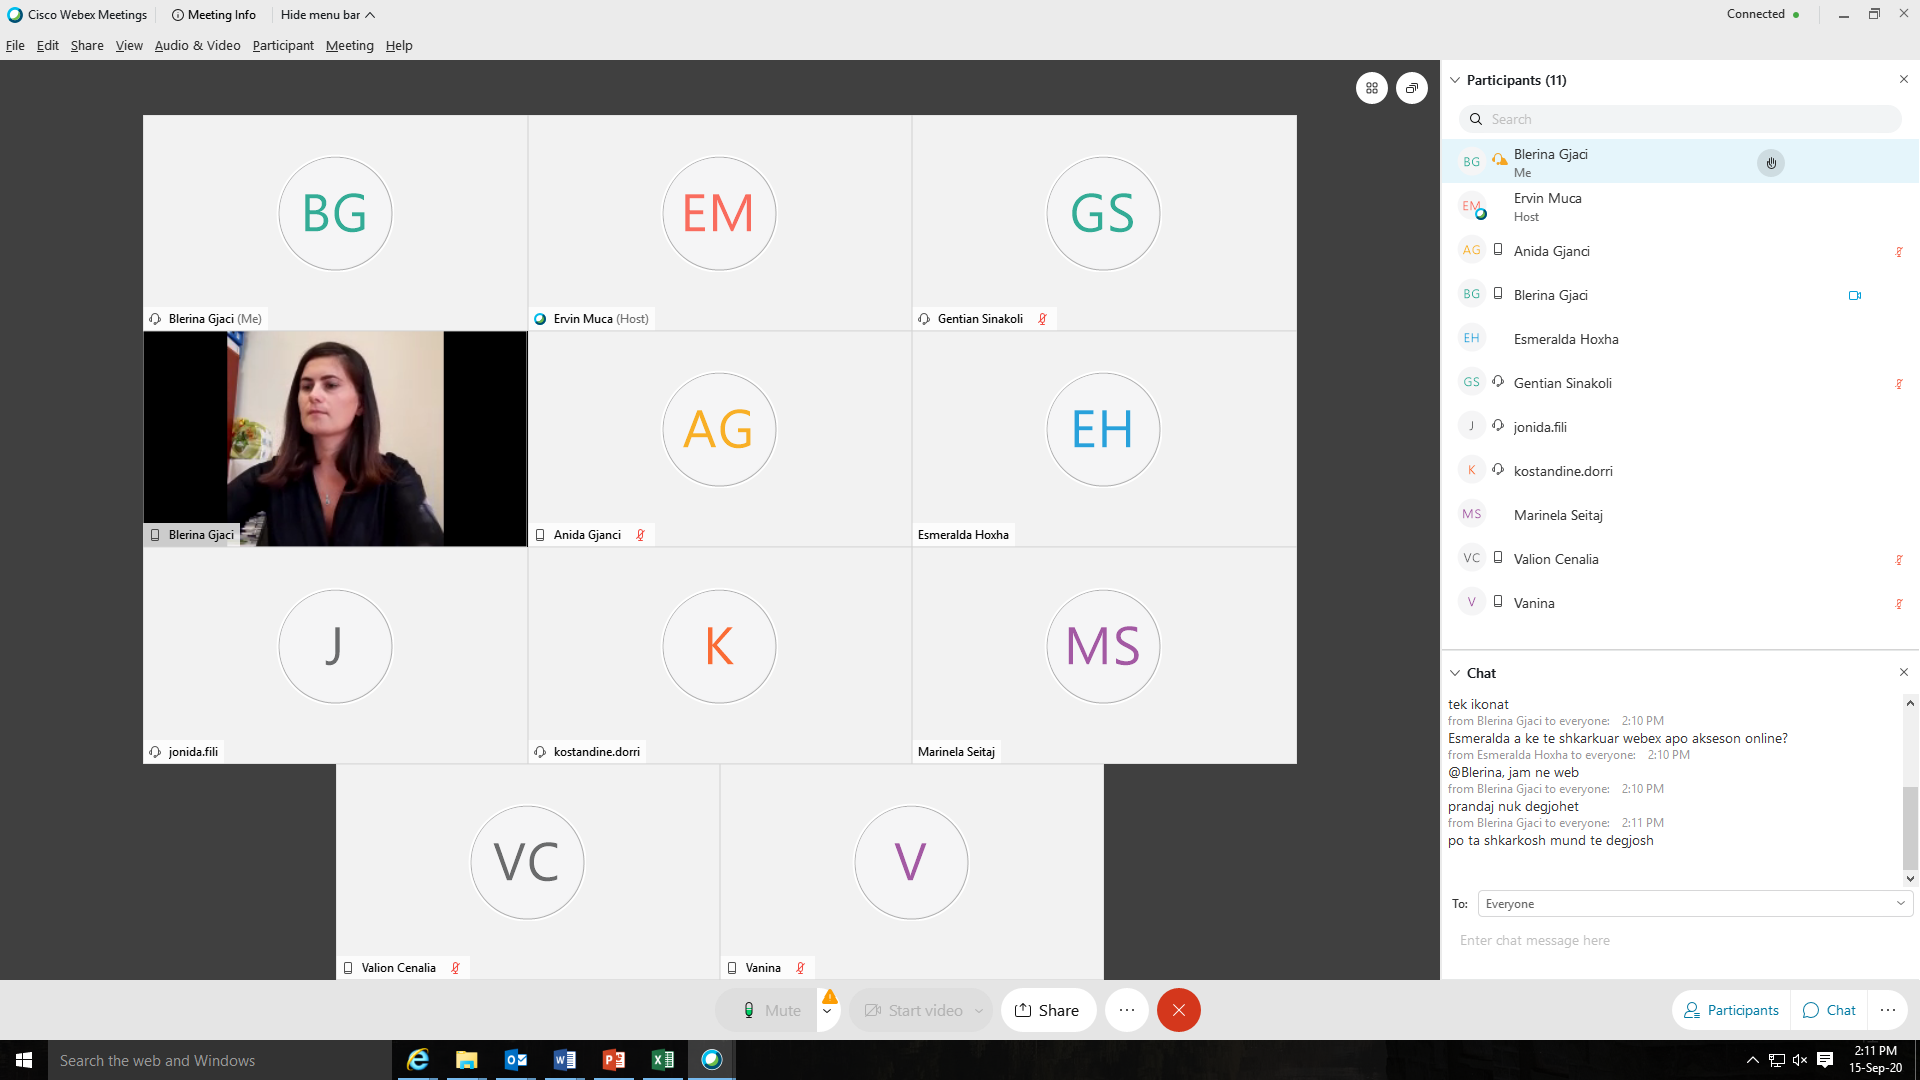 Cisco Webex Meetings Meeting Info Hide menu bar Connected
File Edit Share View Audio & Video Participant Meeting Help
BG
Blerina Gjaci (Me)
EM
Ervin Muca (Host)
GS
Gentian Sinakoli
Blerina Gjaci
AG
Anida Gjanci
EH
Esmeralda Hoxha
J
jonida.fili
K
kostandine.dorri
MS
Marinela Seitaj
VC
Valion Cenalia
V
Vanina
Participants (11)
Search
BG Blerina Gjaci
Me
EM Ervin Muca
Host
AG Anida Gjanci
BG Blerina Gjaci
EH Esmeralda Hoxha
GS Gentian Sinakoli
J jonida.fili
K kostandine.dorri
MS Marinela Seitaj
VC Valion Cenalia
V Vanina
Chat
tek ikonat
from Blerina Gjaci to everyone: 2:10 PM
Esmeralda a ke te shkarkuar webex apo akseson online?
from Esmeralda Hoxha to everyone: 2:10 PM
@Blerina, jam ne web
from Blerina Gjaci to everyone: 2:10 PM
prandaj nuk degjohet
from Blerina Gjaci to everyone: 2:11 PM
po ta shkarkosh mund te degjosh
To: Everyone
Enter chat message here
Mute Start video Share Participants Chat
Search the web and Windows
2:11 PM
15-Sep-20